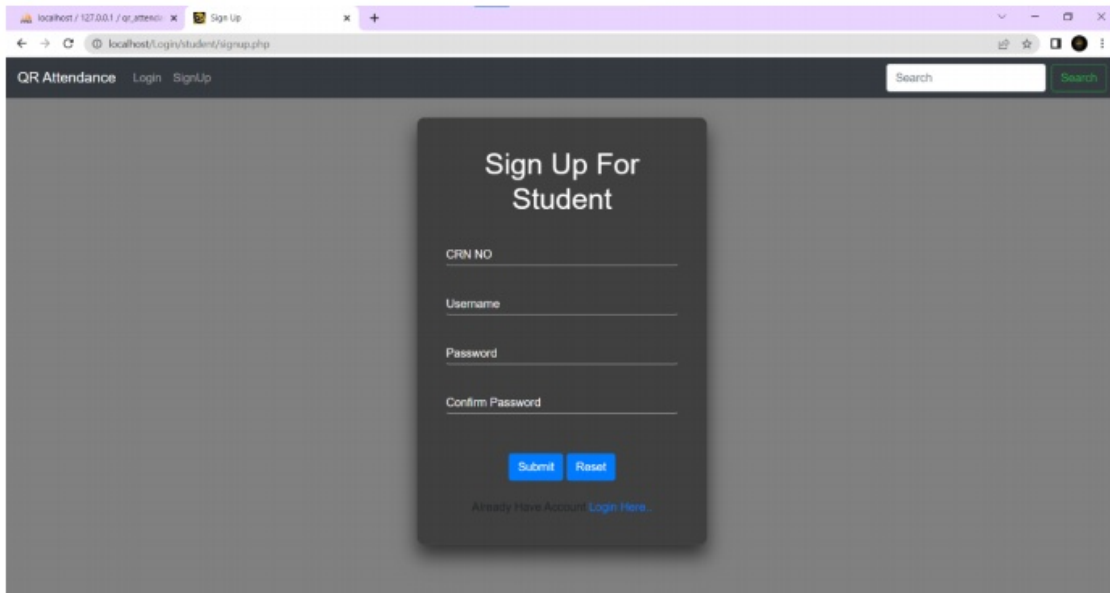 localhost / 127.0.0.1 / qr_attend
Sign Up
localhost/Login/student/signup.php
QR Attendance
Login
SignUp
Search
Search
Sign Up For
Student
CRN NO
Username
Password
Confirm Password
Submit
Reset
Already Have Account Login Here..